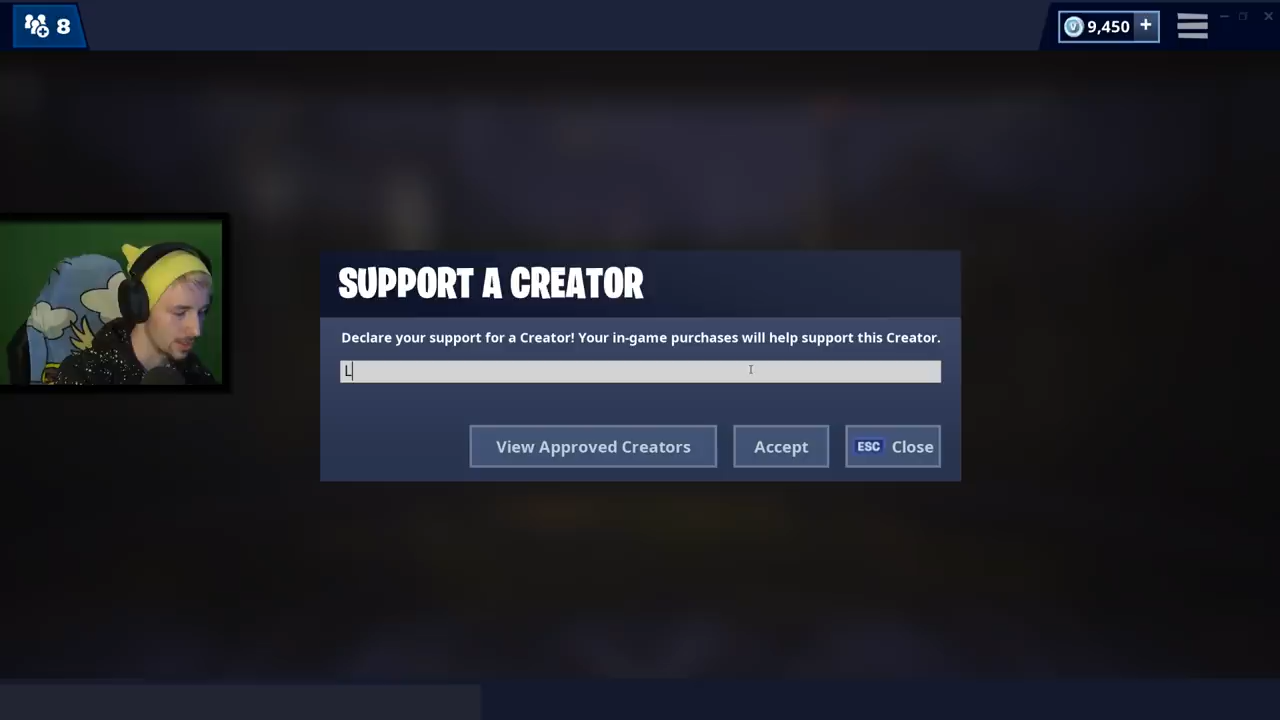 8
9,450 +
SUPPORT A CREATOR
Declare your support for a Creator! Your in-game purchases will help support this Creator.
L
View Approved Creators
Accept
ESC Close